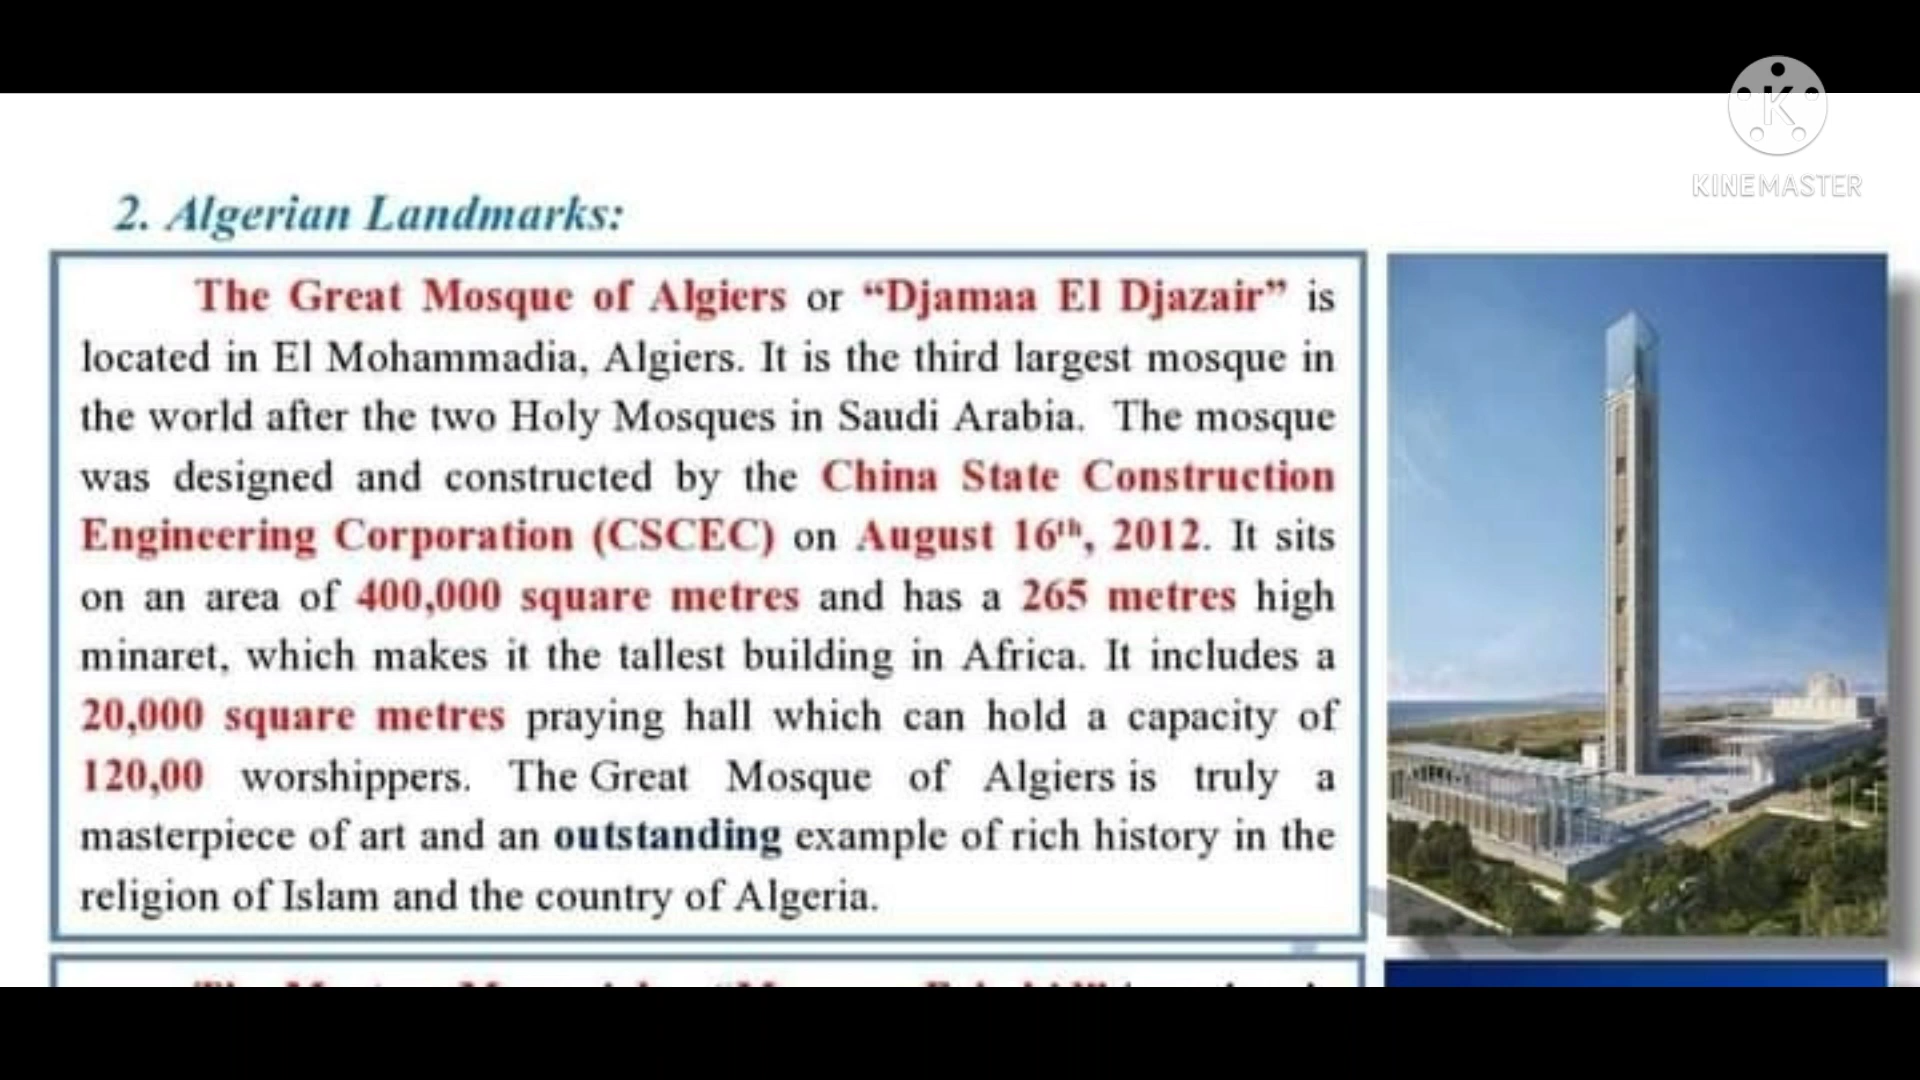 KINEMASTER
2. Algerian Landmarks:
The Great Mosque of Algiers or “Djamaa El Djazair” is
located in El Mohammadia, Algiers. It is the third largest mosque in
the world after the two Holy Mosques in Saudi Arabia. The mosque
was designed and constructed by the China State Construction
Engineering Corporation (CSCEC) on August 16th, 2012. It sits
on an area of 400,000 square metres and has a 265 metres high
minaret, which makes it the tallest building in Africa. It includes a
20,000 square metres praying hall which can hold a capacity of
120,00 worshippers. The Great Mosque of Algiers is truly a
masterpiece of art and an outstanding example of rich history in the
religion of Islam and the country of Algeria.